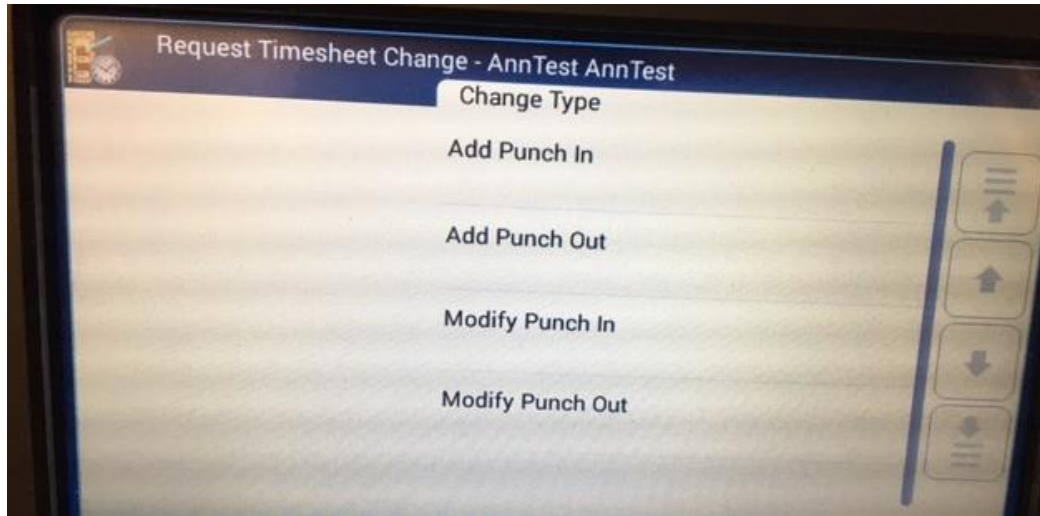 Request Timesheet Change - AnnTest AnnTest
Change Type
Add Punch In
Add Punch Out
Modify Punch In
Modify Punch Out